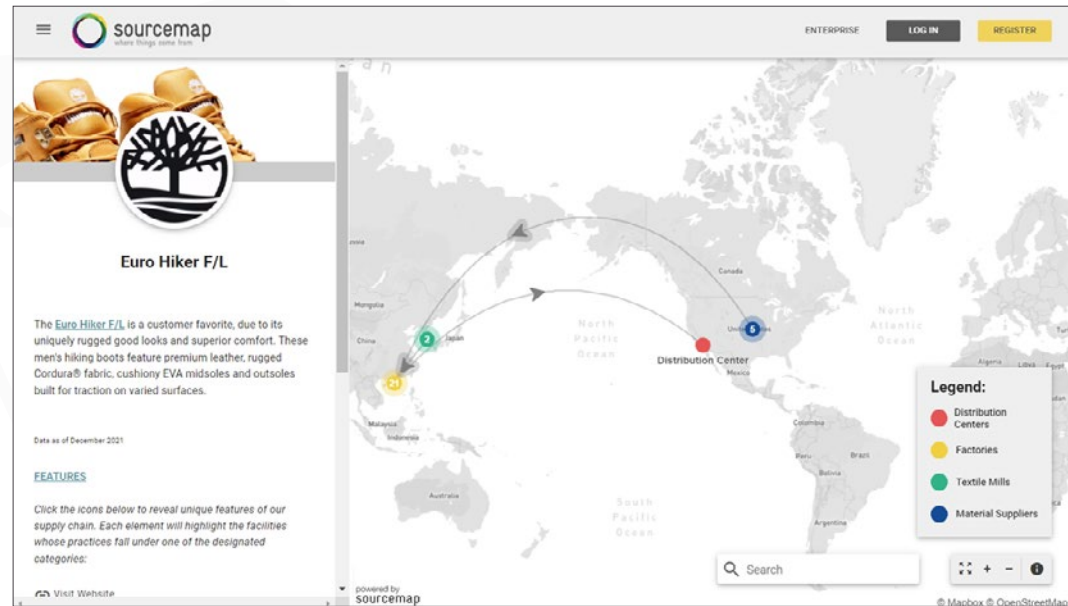 sourcemap
where things come from
ENTERPRISE
LOG IN
REGISTER
Euro Hiker F/L
The Euro Hiker F/L is a customer favorite, due to its
uniquely rugged good looks and superior comfort. These
men's hiking boots feature premium leather, rugged
Cordura® fabric, cushiony EVA midsoles and outsoles
built for traction on varied surfaces.
Data as of December 2021
FEATURES
Click the icons below to reveal unique features of our
supply chain. Each element will highlight the facilities
whose practices fall under one of the designated
categories:
Visit Website
an
Canada
Mongolia
China
Japan
2
21
North
Pacific
Ocean
5
Distribution Center
Mexico
North
Atlantic
Ocean
Algeria
Libya
Egypt
Malaysia
Indonesia
Australia
Colombia
Peru
Brazil
Bolivia
Argentina
South
Pacific
Ocean
Legend:
Distribution
Centers
Factories
Textile Mills
Material Suppliers
Search
powered by
sourcemap
© Mapbox © OpenStreetMap